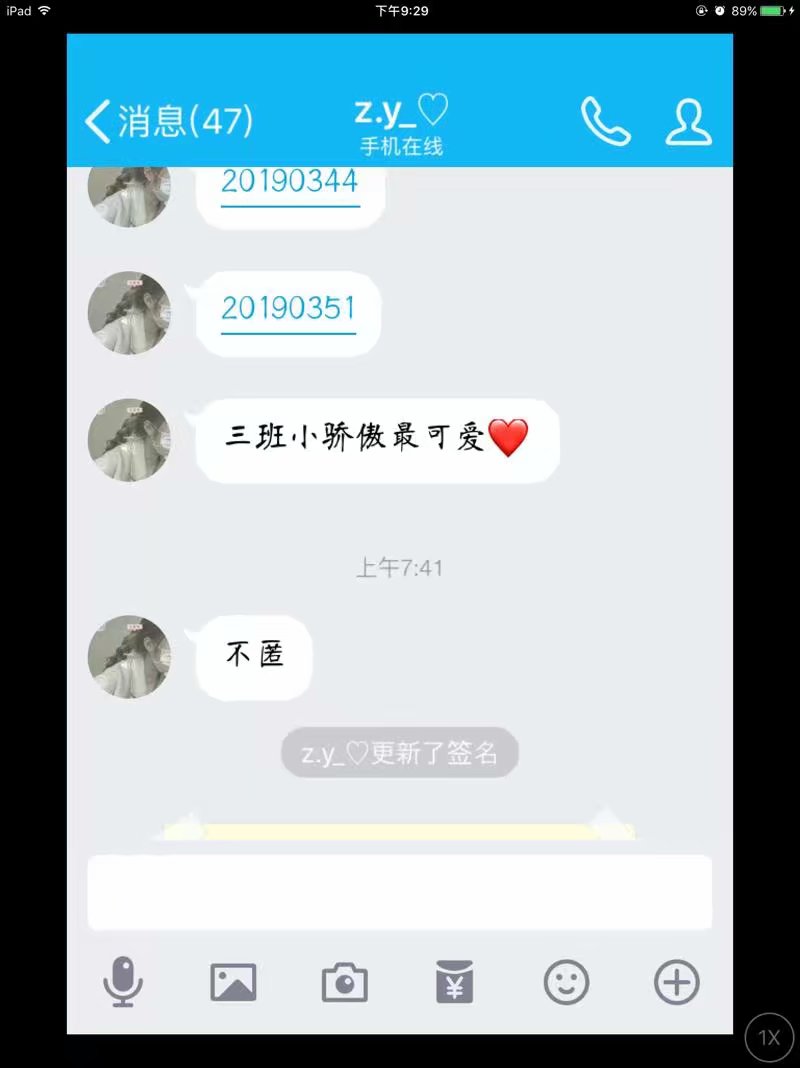 iPad 下午9:29 89%
消息(47) z.y_♡
手机在线
20190344
20190351
三班小骄傲最可爱❤️
上午7:41
不匿
z.y_♡更新了签名
1X